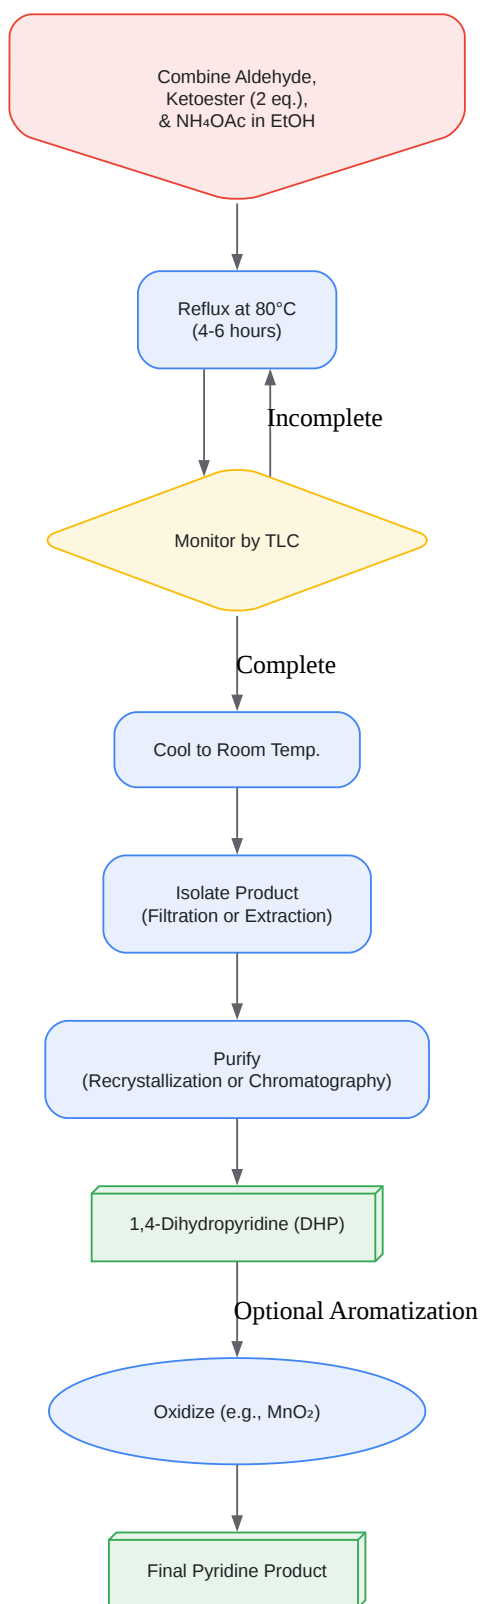 Combine Aldehyde,
Ketoester (2 eq.),
& NH₄OAc in EtOH
Reflux at 80°C
(4-6 hours)
Incomplete
Monitor by TLC
Complete
Cool to Room Temp.
Isolate Product
(Filtration or Extraction)
Purify
(Recrystallization or Chromatography)
1,4-Dihydropyridine (DHP)
Optional Aromatization
Oxidize (e.g., MnO₂)
Final Pyridine Product